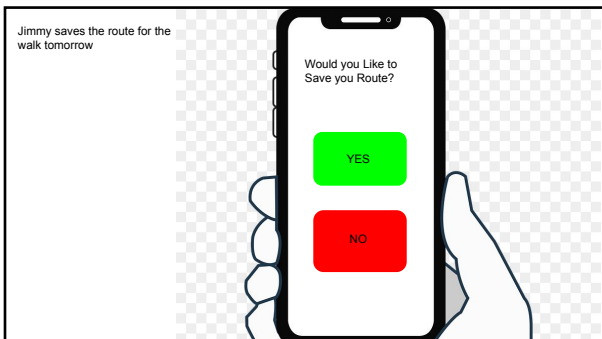 Jimmy saves the route for the
walk tomorrow
Would you Like to
Save you Route?
YES
NO